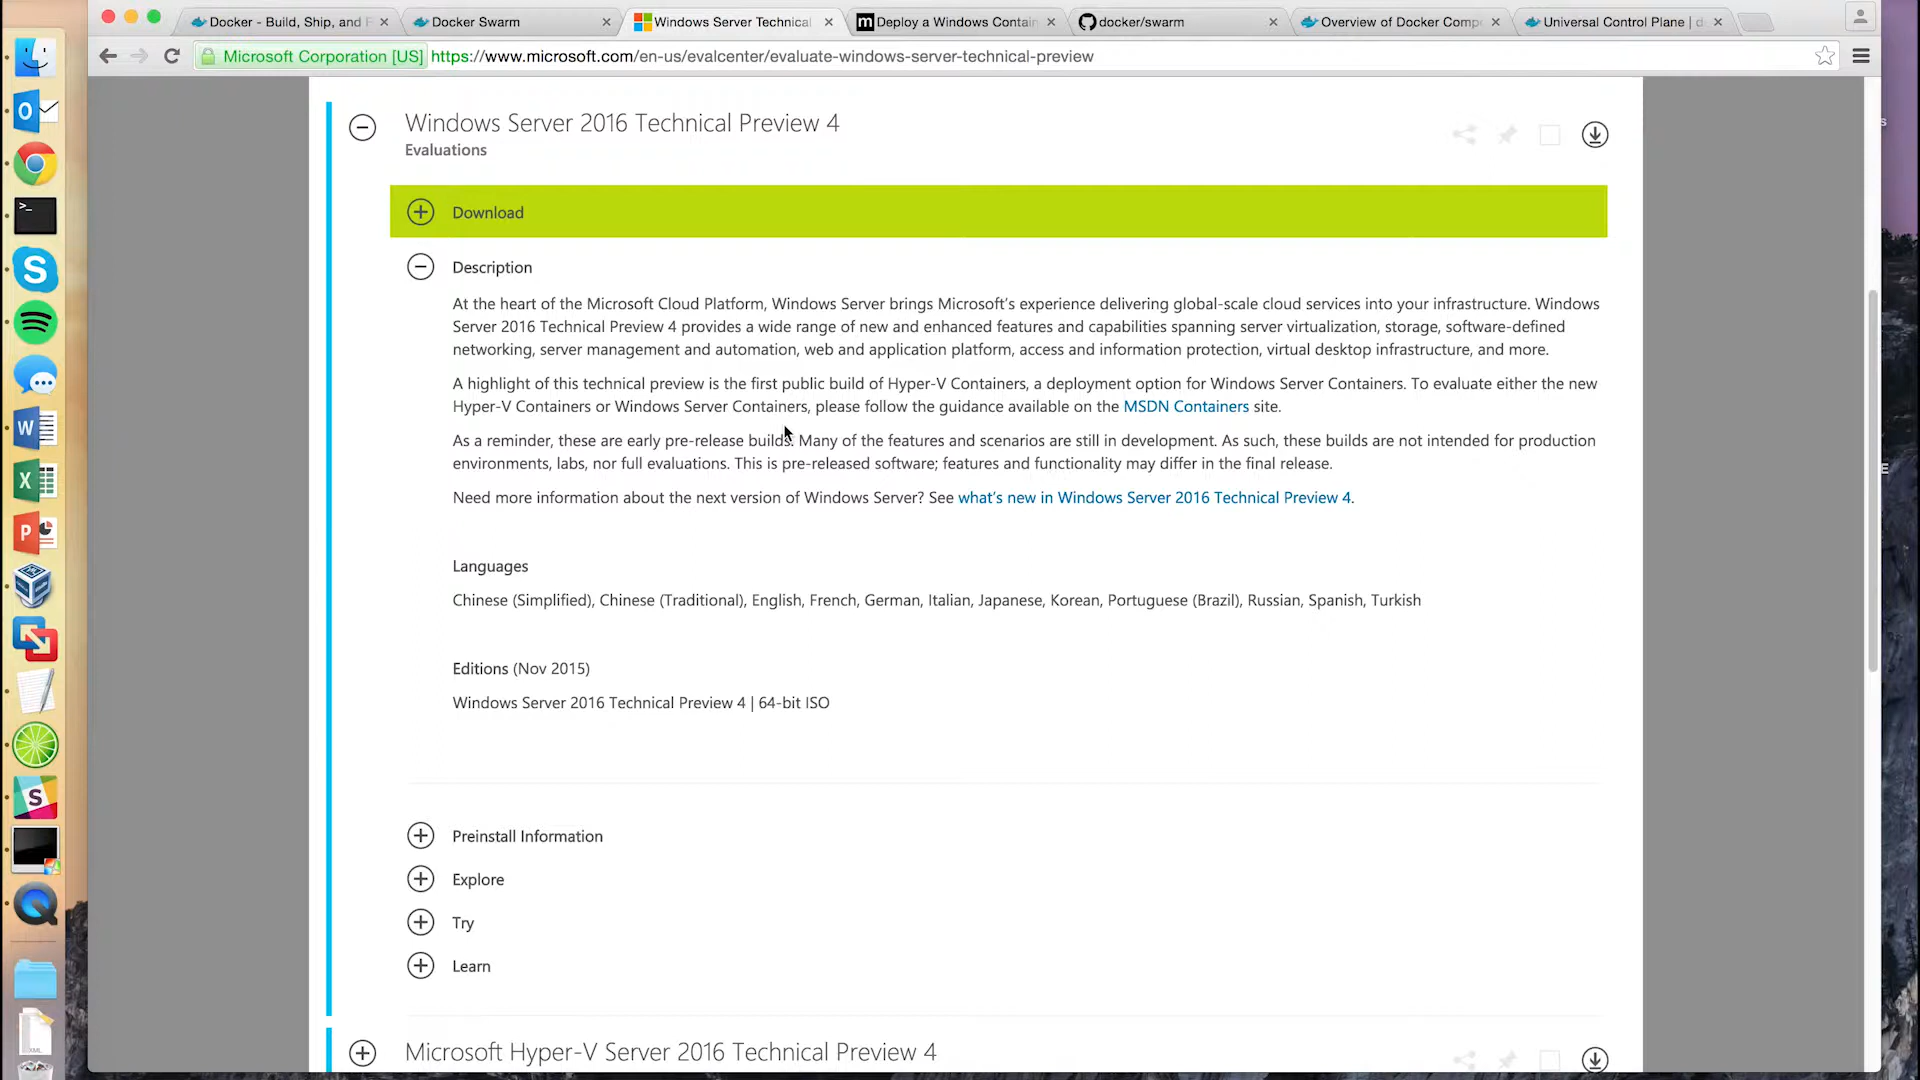 Docker - Build, Ship, and F
Docker Swarm
Windows Server Technical
Deploy a Windows Contain
docker/swarm
Overview of Docker Comp
Universal Control Plane | d
Microsoft Corporation [US] https://www.microsoft.com/en-us/evalcenter/evaluate-windows-server-technical-preview
Windows Server 2016 Technical Preview 4
Evaluations
Download
Description
At the heart of the Microsoft Cloud Platform, Windows Server brings Microsoft's experience delivering global-scale cloud services into your infrastructure. Windows
Server 2016 Technical Preview 4 provides a wide range of new and enhanced features and capabilities spanning server virtualization, storage, software-defined
networking, server management and automation, web and application platform, access and information protection, virtual desktop infrastructure, and more.
A highlight of this technical preview is the first public build of Hyper-V Containers, a deployment option for Windows Server Containers. To evaluate either the new
Hyper-V Containers or Windows Server Containers, please follow the guidance available on the MSDN Containers site.
As a reminder, these are early pre-release builds. Many of the features and scenarios are still in development. As such, these builds are not intended for production
environments, labs, nor full evaluations. This is pre-released software; features and functionality may differ in the final release.
Need more information about the next version of Windows Server? See what's new in Windows Server 2016 Technical Preview 4.
Languages
Chinese (Simplified), Chinese (Traditional), English, French, German, Italian, Japanese, Korean, Portuguese (Brazil), Russian, Spanish, Turkish
Editions (Nov 2015)
Windows Server 2016 Technical Preview 4 | 64-bit ISO
Preinstall Information
Explore
Try
Learn
Microsoft Hyper-V Server 2016 Technical Preview 4